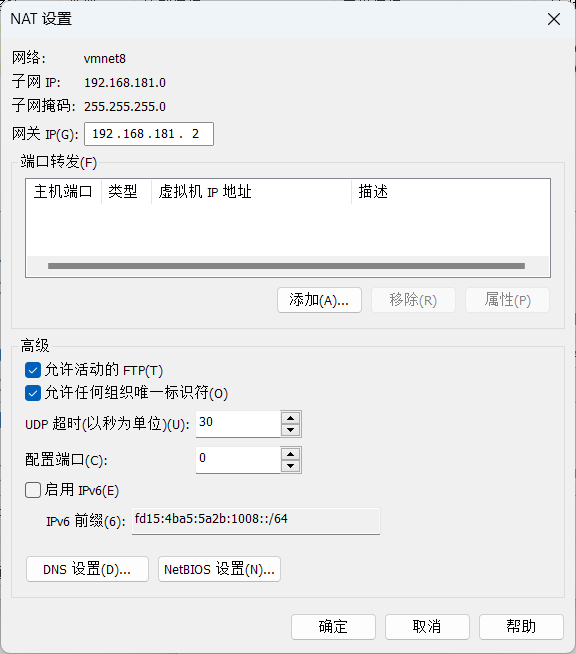 NAT 设置
网络: vmnet8
子网 IP: 192.168.181.0
子网掩码: 255.255.255.0
网关 IP(G): 192 . 168 . 181 . 2
端口转发(F)
主机端口 类型 虚拟机 IP 地址 描述
添加(A)... 移除(R) 属性(P)
高级
允许活动的 FTP(T)
允许任何组织唯一标识符(O)
UDP 超时(以秒为单位)(U): 30
配置端口(C): 0
启用 IPv6(E)
IPv6 前缀(6): fd15:4ba5:5a2b:1008::/64
DNS 设置(D)... NetBIOS 设置(N)...
确定 取消 帮助